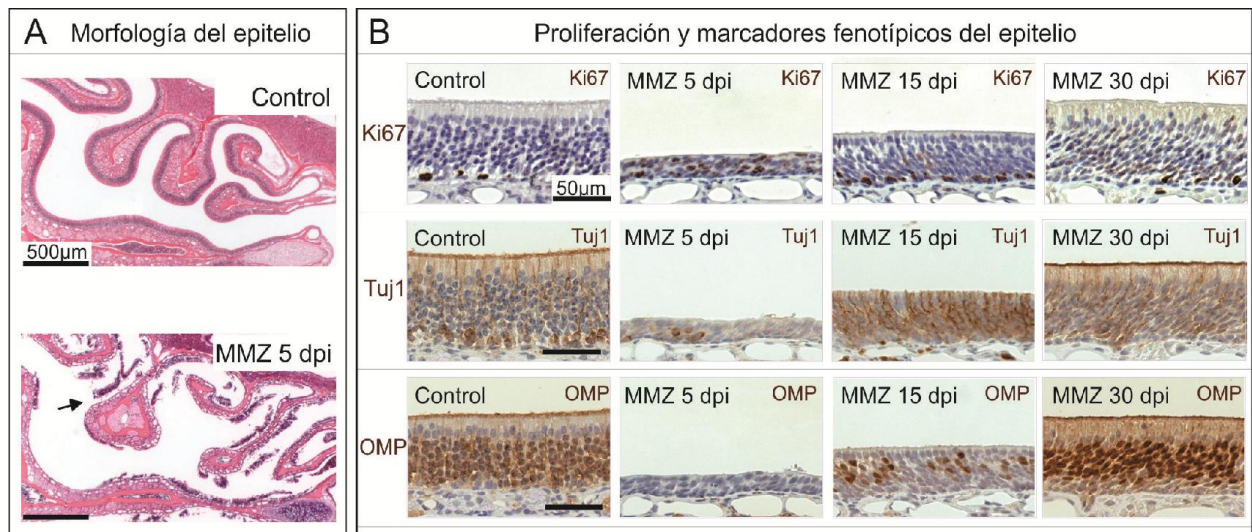 A Morfología del epitelio
Control
500µm
MMZ 5 dpi
B Proliferación y marcadores fenotípicos del epitelio
Ki67
Control Ki67
50µm
MMZ 5 dpi Ki67
MMZ 15 dpi Ki67
MMZ 30 dpi Ki67
Tuj1
Control Tuj1
MMZ 5 dpi Tuj1
MMZ 15 dpi Tuj1
MMZ 30 dpi Tuj1
OMP
Control OMP
MMZ 5 dpi OMP
MMZ 15 dpi OMP
MMZ 30 dpi OMP